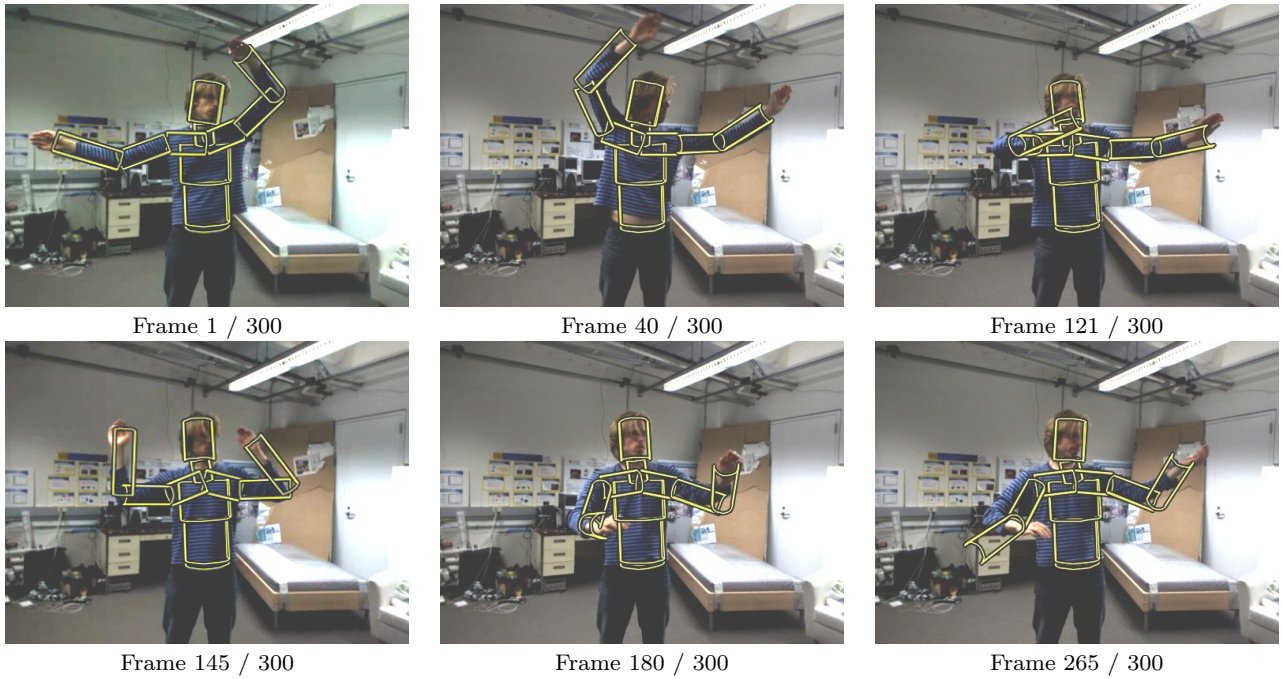 Frame 1 / 300
Frame 40 / 300
Frame 121 / 300
Frame 145 / 300
Frame 180 / 300
Frame 265 / 300